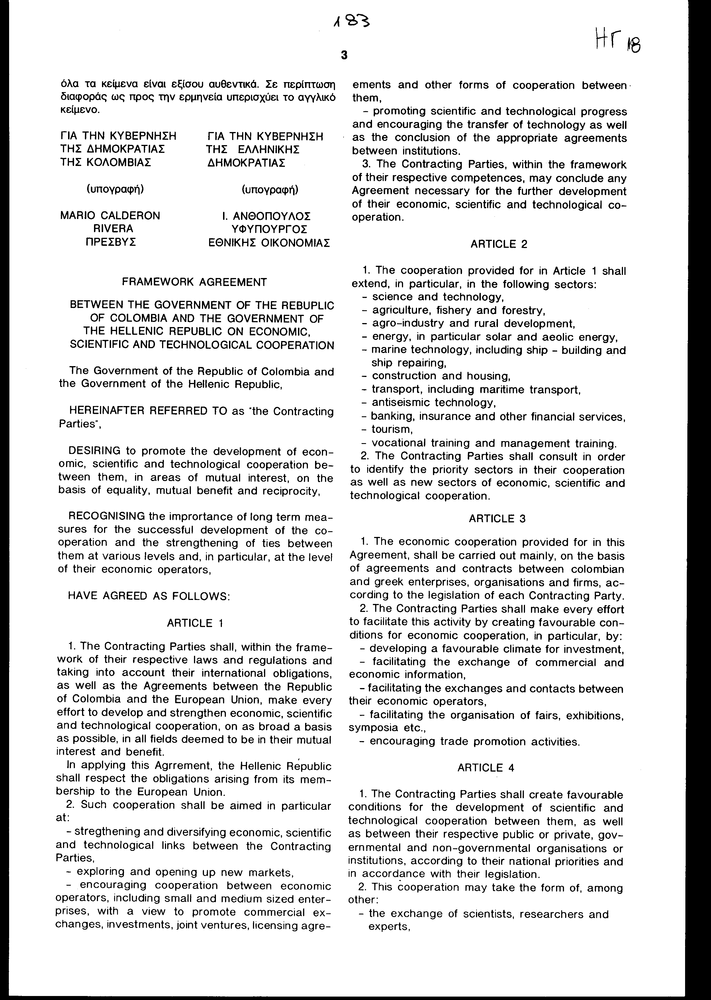 183
ΗΓ 18
3
όλα τα κείμενα είναι εξίσου αυθεντικά. Σε περίπτωση
διαφοράς ως προς την ερμηνεία υπερισχύει το αγγλικό
κείμενο.
ΓΙΑ ΤΗΝ ΚΥΒΕΡΝΗΣΗ
ΤΗΣ ΔΗΜΟΚΡΑΤΙΑΣ
ΤΗΣ ΚΟΛΟΜΒΙΑΣ
(υπογραφή)
MARIO CALDERON
RIVERA
ΠΡΕΣΒΥΣ
ΓΙΑ ΤΗΝ ΚΥΒΕΡΝΗΣΗ
ΤΗΣ ΕΛΛΗΝΙΚΗΣ
ΔΗΜΟΚΡΑΤΙΑΣ
(υπογραφή)
Ι. ΑΝΘΟΠΟΥΛΟΣ
ΥΦΥΠΟΥΡΓΟΣ
ΕΘΝΙΚΗΣ ΟΙΚΟΝΟΜΙΑΣ
FRAMEWORK AGREEMENT
BETWEEN THE GOVERNMENT OF THE REBUPLIC
OF COLOMBIA AND THE GOVERNMENT OF
THE HELLENIC REPUBLIC ON ECONOMIC,
SCIENTIFIC AND TECHNOLOGICAL COOPERATION
The Government of the Republic of Colombia and
the Government of the Hellenic Republic,
HEREINAFTER REFERRED TO as "the Contracting
Parties",
DESIRING to promote the development of econ-
omic, scientific and technological cooperation be-
tween them, in areas of mutual interest, on the
basis of equality, mutual benefit and reciprocity,
RECOGNISING the imprortance of long term mea-
sures for the successful development of the co-
operation and the strengthening of ties between
them at various levels and, in particular, at the level
of their economic operators,
HAVE AGREED AS FOLLOWS:
ARTICLE 1
1. The Contracting Parties shall, within the frame-
work of their respective laws and regulations and
taking into account their international obligations,
as well as the Agreements between the Republic
of Colombia and the European Union, make every
effort to develop and strengthen economic, scientific
and technological cooperation, on as broad a basis
as possible, in all fields deemed to be in their mutual
interest and benefit.
In applying this Agrrement, the Hellenic Republic
shall respect the obligations arising from its mem-
bership to the European Union.
2. Such cooperation shall be aimed in particular
at:
- stregthening and diversifying economic, scientific
and technological links between the Contracting
Parties,
- exploring and opening up new markets,
- encouraging cooperation between economic
operators, including small and medium sized enter-
prises, with a view to promote commercial ex-
changes, investments, joint ventures, licensing agre-
ements and other forms of cooperation between
them,
- promoting scientific and technological progress
and encouraging the transfer of technology as well
as the conclusion of the appropriate agreements
between institutions.
3. The Contracting Parties, within the framework
of their respective competences, may conclude any
Agreement necessary for the further development
of their economic, scientific and technological co-
operation.
ARTICLE 2
1. The cooperation provided for in Article 1 shall
extend, in particular, in the following sectors:
- science and technology,
- agriculture, fishery and forestry,
- agro-industry and rural development,
- energy, in particular solar and aeolic energy,
- marine technology, including ship - building and
ship repairing,
- construction and housing,
- transport, including maritime transport,
- antiseismic technology,
- banking, insurance and other financial services,
- tourism,
- vocational training and management training.
2. The Contracting Parties shall consult in order
to identify the priority sectors in their cooperation
as well as new sectors of economic, scientific and
technological cooperation.
ARTICLE 3
1. The economic cooperation provided for in this
Agreement, shall be carried out mainly, on the basis
of agreements and contracts between colombian
and greek enterprises, organisations and firms, ac-
cording to the legislation of each Contracting Party.
2. The Contracting Parties shall make every effort
to facilitate this activity by creating favourable con-
ditions for economic cooperation, in particular, by:
- developing a favourable climate for investment,
- facilitating the exchange of commercial and
economic information,
- facilitating the exchanges and contacts between
their economic operators,
- facilitating the organisation of fairs, exhibitions,
symposia etc.,
- encouraging trade promotion activities.
ARTICLE 4
1. The Contracting Parties shall create favourable
conditions for the development of scientific and
technological cooperation between them, as well
as between their respective public or private, gov-
ernmental and non-governmental organisations or
institutions, according to their national priorities and
in accordance with their legislation.
2. This cooperation may take the form of, among
other:
- the exchange of scientists, researchers and
experts,